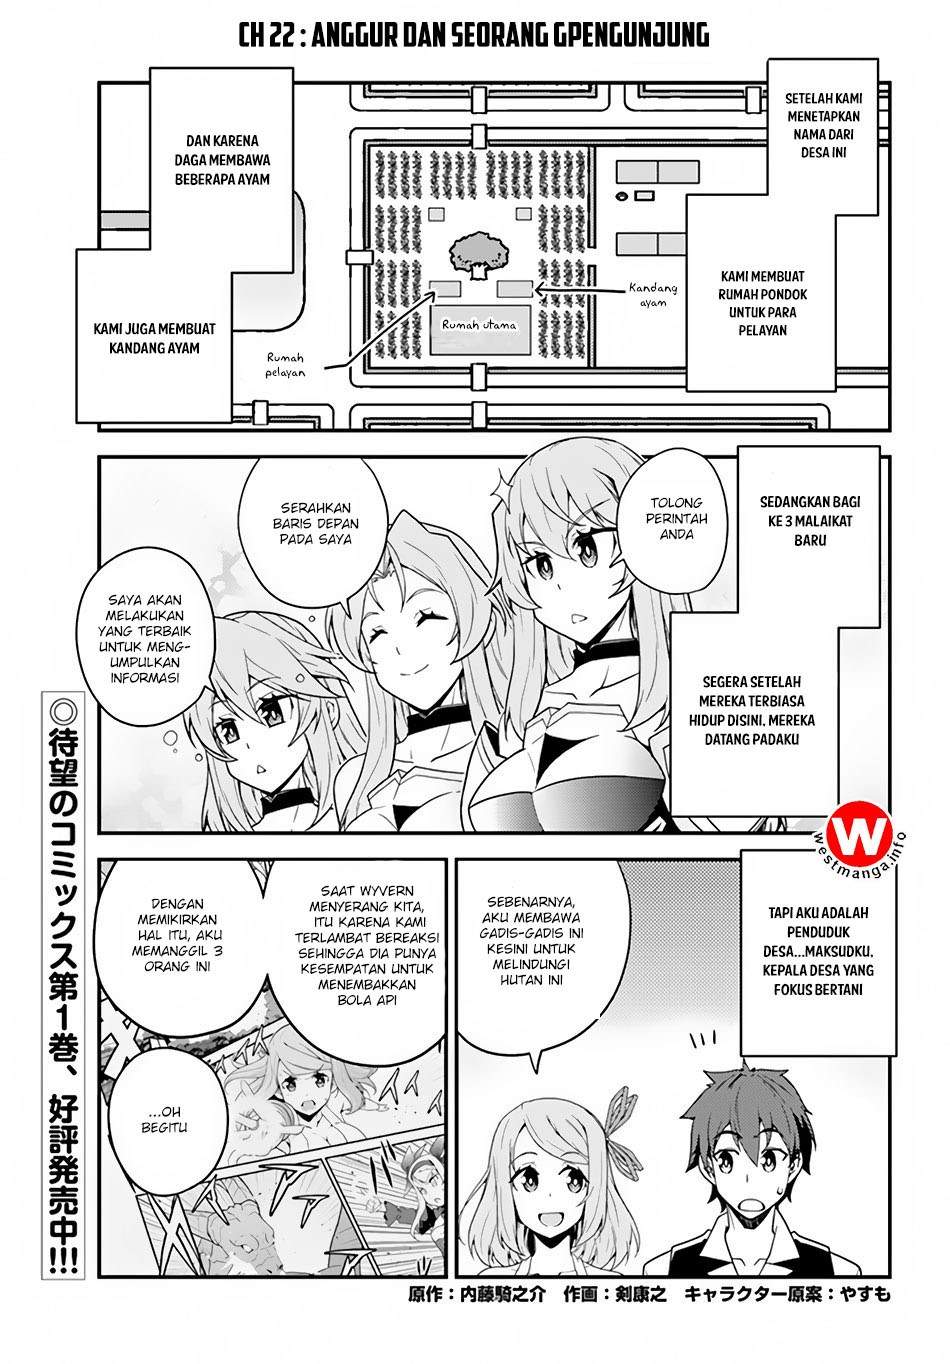 CH 22 : ANGGUR DAN SEORANG GPENGUNJUNG
SETELAH KAMI
MENETAPKAN
NAMA DARI
DESA INI
KAMI MEMBUAT
RUMAH PONDOK
UNTUK PARA
PELAYAN
DAN KARENA
DAGA MEMBAWA
BEBERAPA AYAM
KAMI JUGA MEMBUAT
KANDANG AYAM
Kandang
ayam
Rumah utama
Rumah
pelayan
SEDANGKAN BAGI
KE 3 MALAIKAT
BARU
SEGERA SETELAH
MEREKA TERBIASA
HIDUP DISINI, MEREKA
DATANG PADAKU
TOLONG
PERINTAH
ANDA
SERAHKAN
BARIS DEPAN
PADA SAYA
SAYA AKAN
MELAKUKAN
YANG TERBAIK
UNTUK MENG-
UMPULKAN
INFORMASI
W
westmanga.info
TAPI AKU ADALAH
PENDUDUK
DESA...MAKSUDKU,
KEPALA DESA YANG
FOKUS BERTANI
SEBENARNYA,
AKU MEMBAWA
GADIS-GADIS INI
KESINI UNTUK
MELINDUNGI
HUTAN INI
SAAT WYVERN
MENYERANG KITA,
ITU KARENA KAMI
TERLAMBAT BEREAKSI
SEHINGGA DIA PUNYA
KESEMPATAN UNTUK
MENEMBAKKAN
BOLA API
DENGAN
MEMIKIRKAN
HAL ITU, AKU
MEMANGGIL 3
ORANG INI
...OH
BEGITU
◎待望のコミックス第1巻、好評発売中!!!
原作：内藤騎之介　作画：剣康之　キャラクター原案：やすも